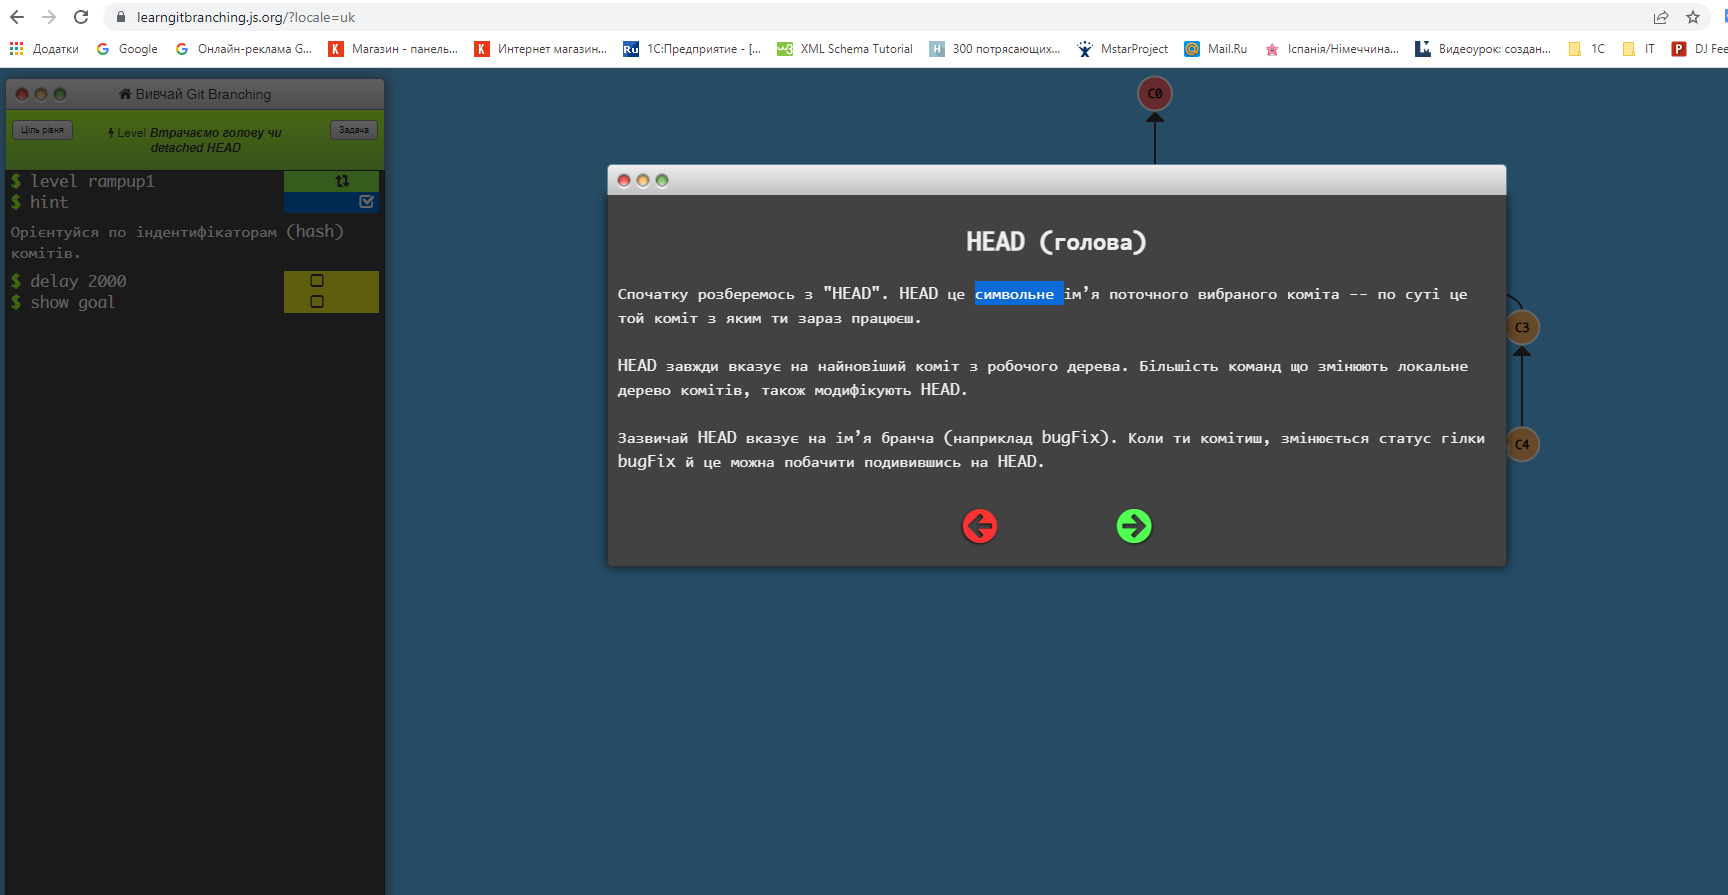 learngitbranching.js.org/?locale=uk
Додатки
Google
Онлайн-реклама G...
Магазин - панель...
Интернет магазин...
1С:Предприятие - [...
XML Schema Tutorial
300 потрясающих...
MstarProject
Mail.Ru
Іспанія/Німеччина...
Видеоурок: создан...
1С
IT
DJ Fee
Вивчай Git Branching
Ціль рівня
Level Втрачаємо голову чи
detached HEAD
Задача
$ level rampup1
$ hint
Орієнтуйся по індентифікаторам (hash)
комітів.
$ delay 2000
$ show goal
C0
HEAD (голова)
Спочатку розберемось з "HEAD". HEAD це символьне ім’я поточного вибраного коміта -- по суті це
той коміт з яким ти зараз працюєш.
HEAD завжди вказує на найновіший коміт з робочого дерева. Більшість команд що змінюють локальне
дерево комітів, також модифікують HEAD.
Зазвичай HEAD вказує на ім’я бранча (наприклад bugFix). Коли ти комітиш, змінюється статус гілки
bugFix й це можна побачити подивившись на HEAD.
C3
C4